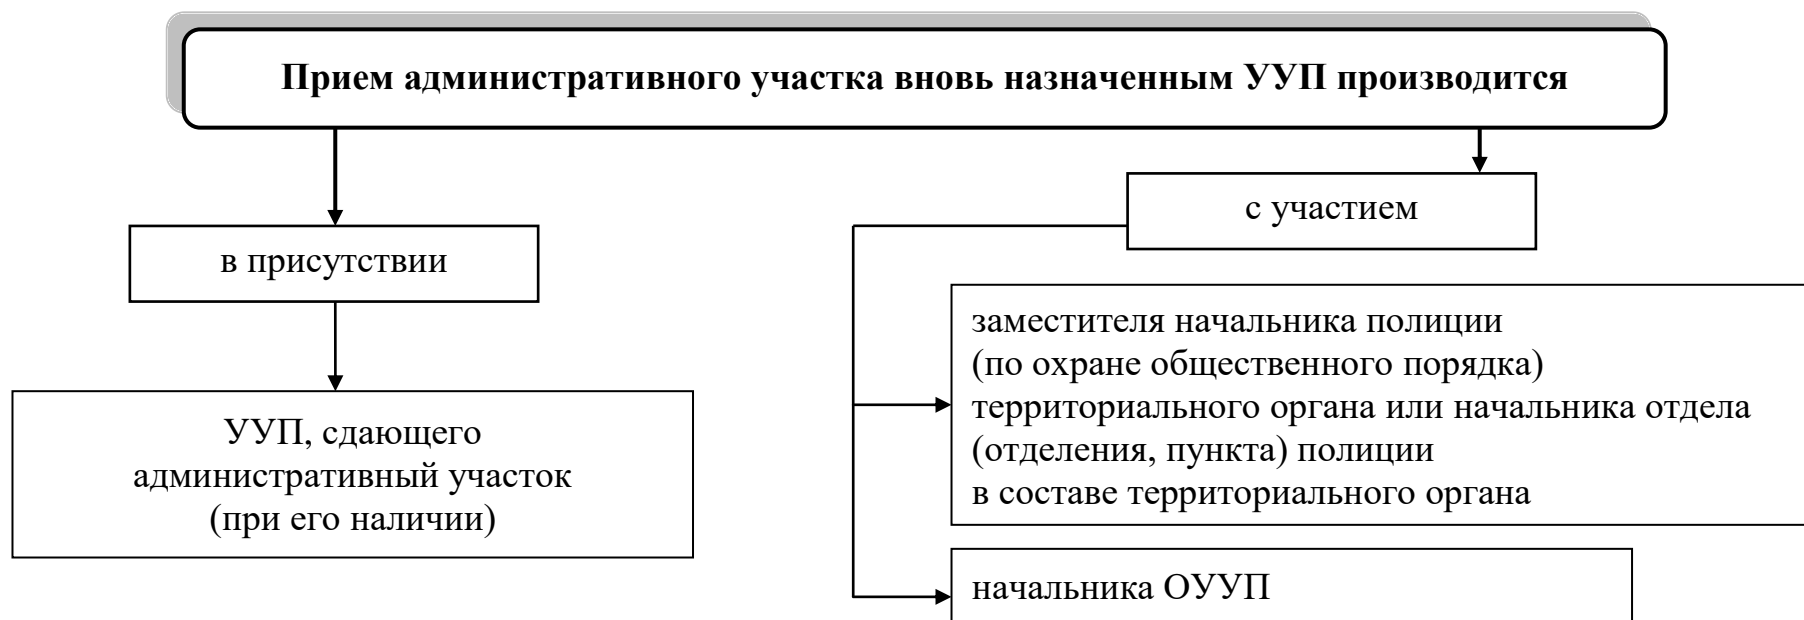 Прием административного участка вновь назначенным УУП производится
в присутствии
УУП, сдающего
административный участок
(при его наличии)
с участием
заместителя начальника полиции
(по охране общественного порядка)
территориального органа или начальника отдела
(отделения, пункта) полиции
в составе территориального органа
начальника ОУУП